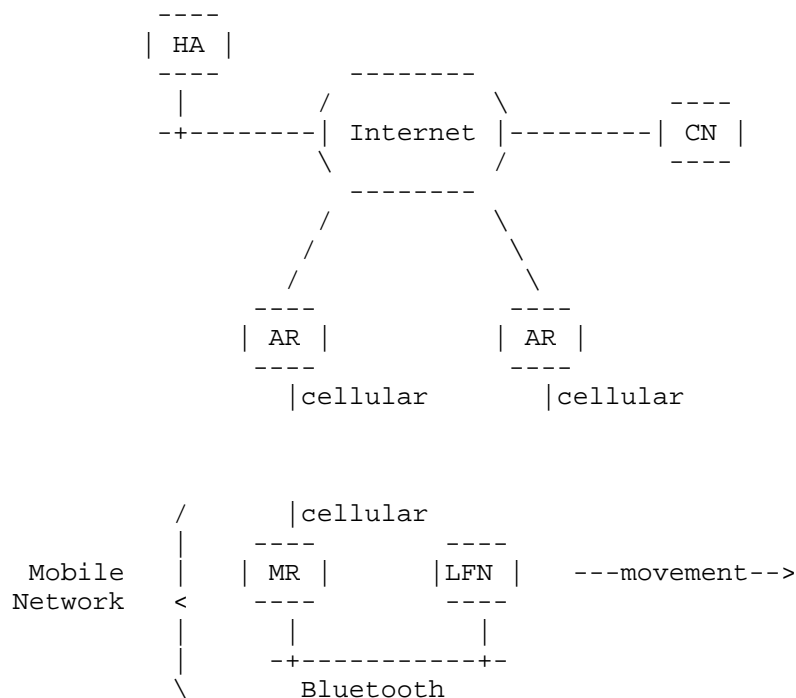 HA
Internet CN
AR AR
cellular cellular
cellular
Mobile MR LFN ---movement-->
Network
Bluetooth